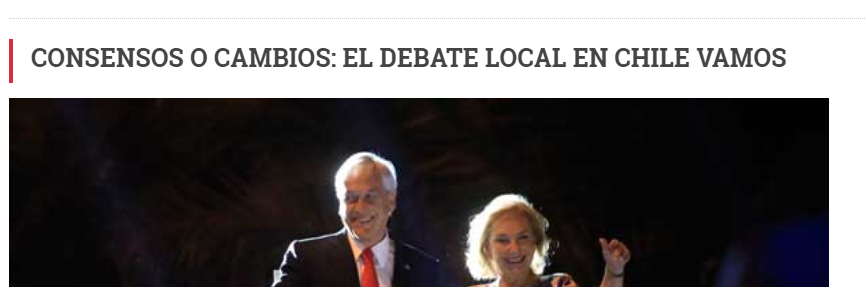 CONSENSOS O CAMBIOS: EL DEBATE LOCAL EN CHILE VAMOS